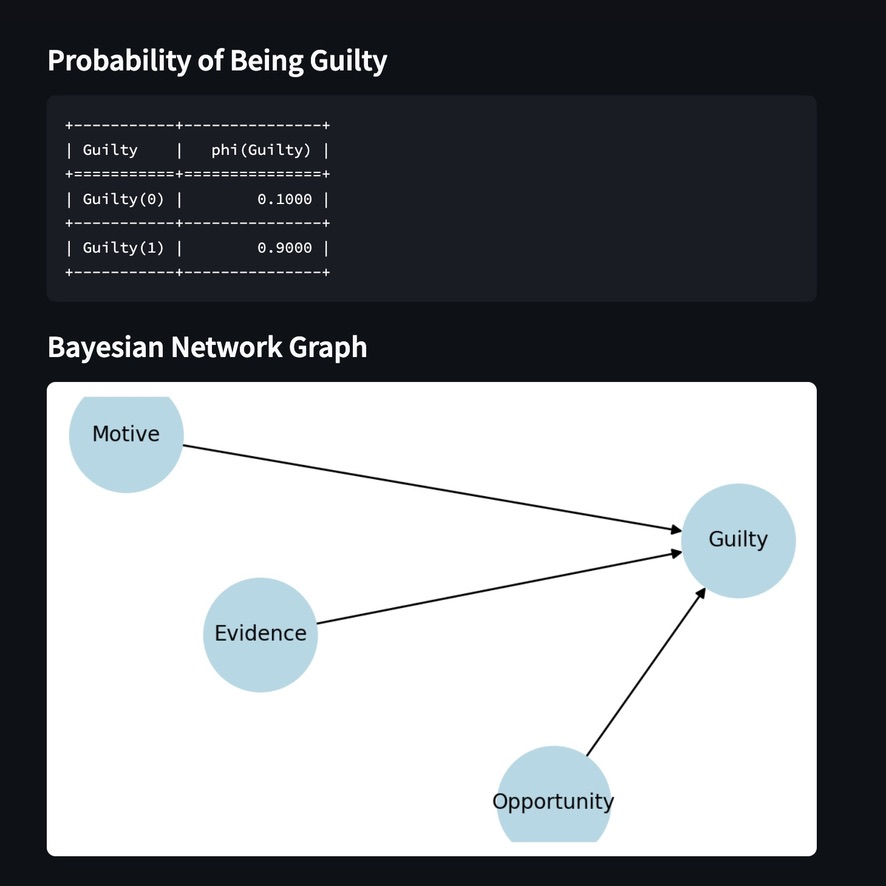 Probability of Being Guilty
+-----------+---------------+
| Guilty    |   phi(Guilty) |
+===========+===============+
| Guilty(0) |        0.1000 |
+-----------+---------------+
| Guilty(1) |        0.9000 |
+-----------+---------------+
Bayesian Network Graph
Motive
Guilty
Evidence
Opportunity